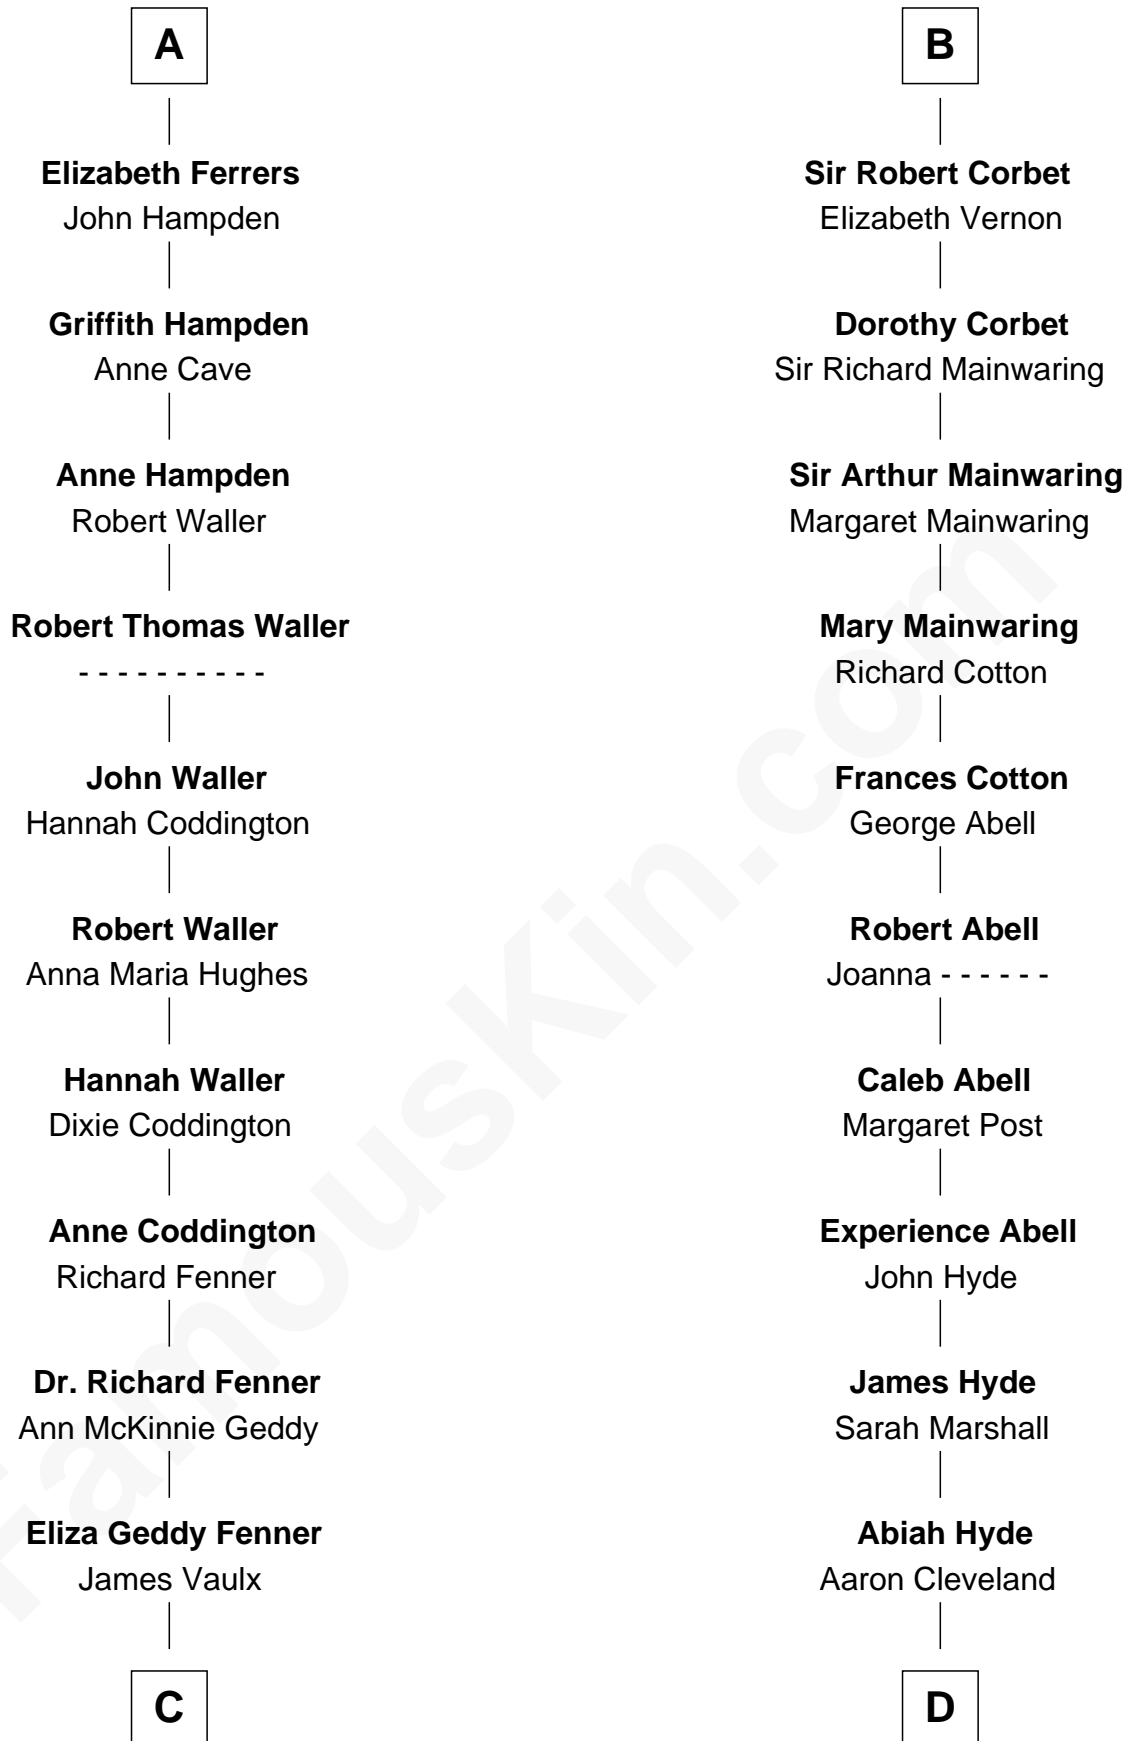 A
Elizabeth Ferrers
John Hampden
Griffith Hampden
Anne Cave
Anne Hampden
Robert Waller
Robert Thomas Waller
- - - - - - - - - -
John Waller
Hannah Coddington
Robert Waller
Anna Maria Hughes
Hannah Waller
Dixie Coddington
Anne Coddington
Richard Fenner
Dr. Richard Fenner
Ann McKinnie Geddy
Eliza Geddy Fenner
James Vaulx
C
B
Sir Robert Corbet
Elizabeth Vernon
Dorothy Corbet
Sir Richard Mainwaring
Sir Arthur Mainwaring
Margaret Mainwaring
Mary Mainwaring
Richard Cotton
Frances Cotton
George Abell
Robert Abell
Joanna - - - - - -
Caleb Abell
Margaret Post
Experience Abell
John Hyde
James Hyde
Sarah Marshall
Abiah Hyde
Aaron Cleveland
D
FamousKin.com